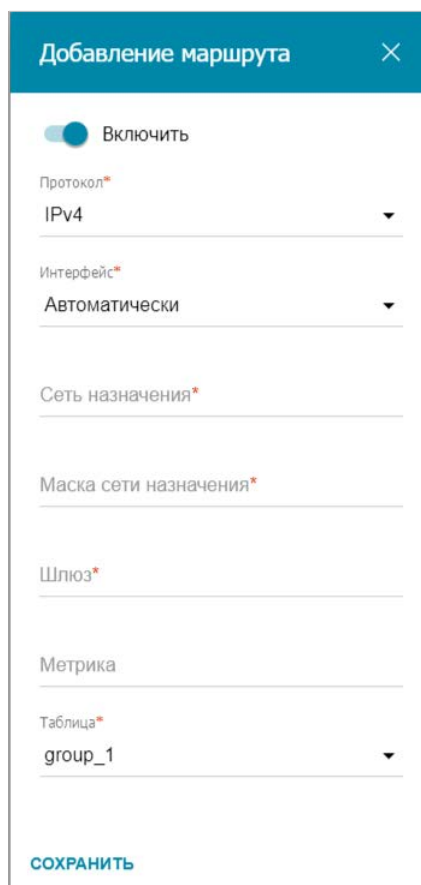 Добавление маршрута
Включить
Протокол*
IPv4
Интерфейс*
Автоматически
Сеть назначения*
Маска сети назначения*
Шлюз*
Метрика
Таблица*
group_1
СОХРАНИТЬ